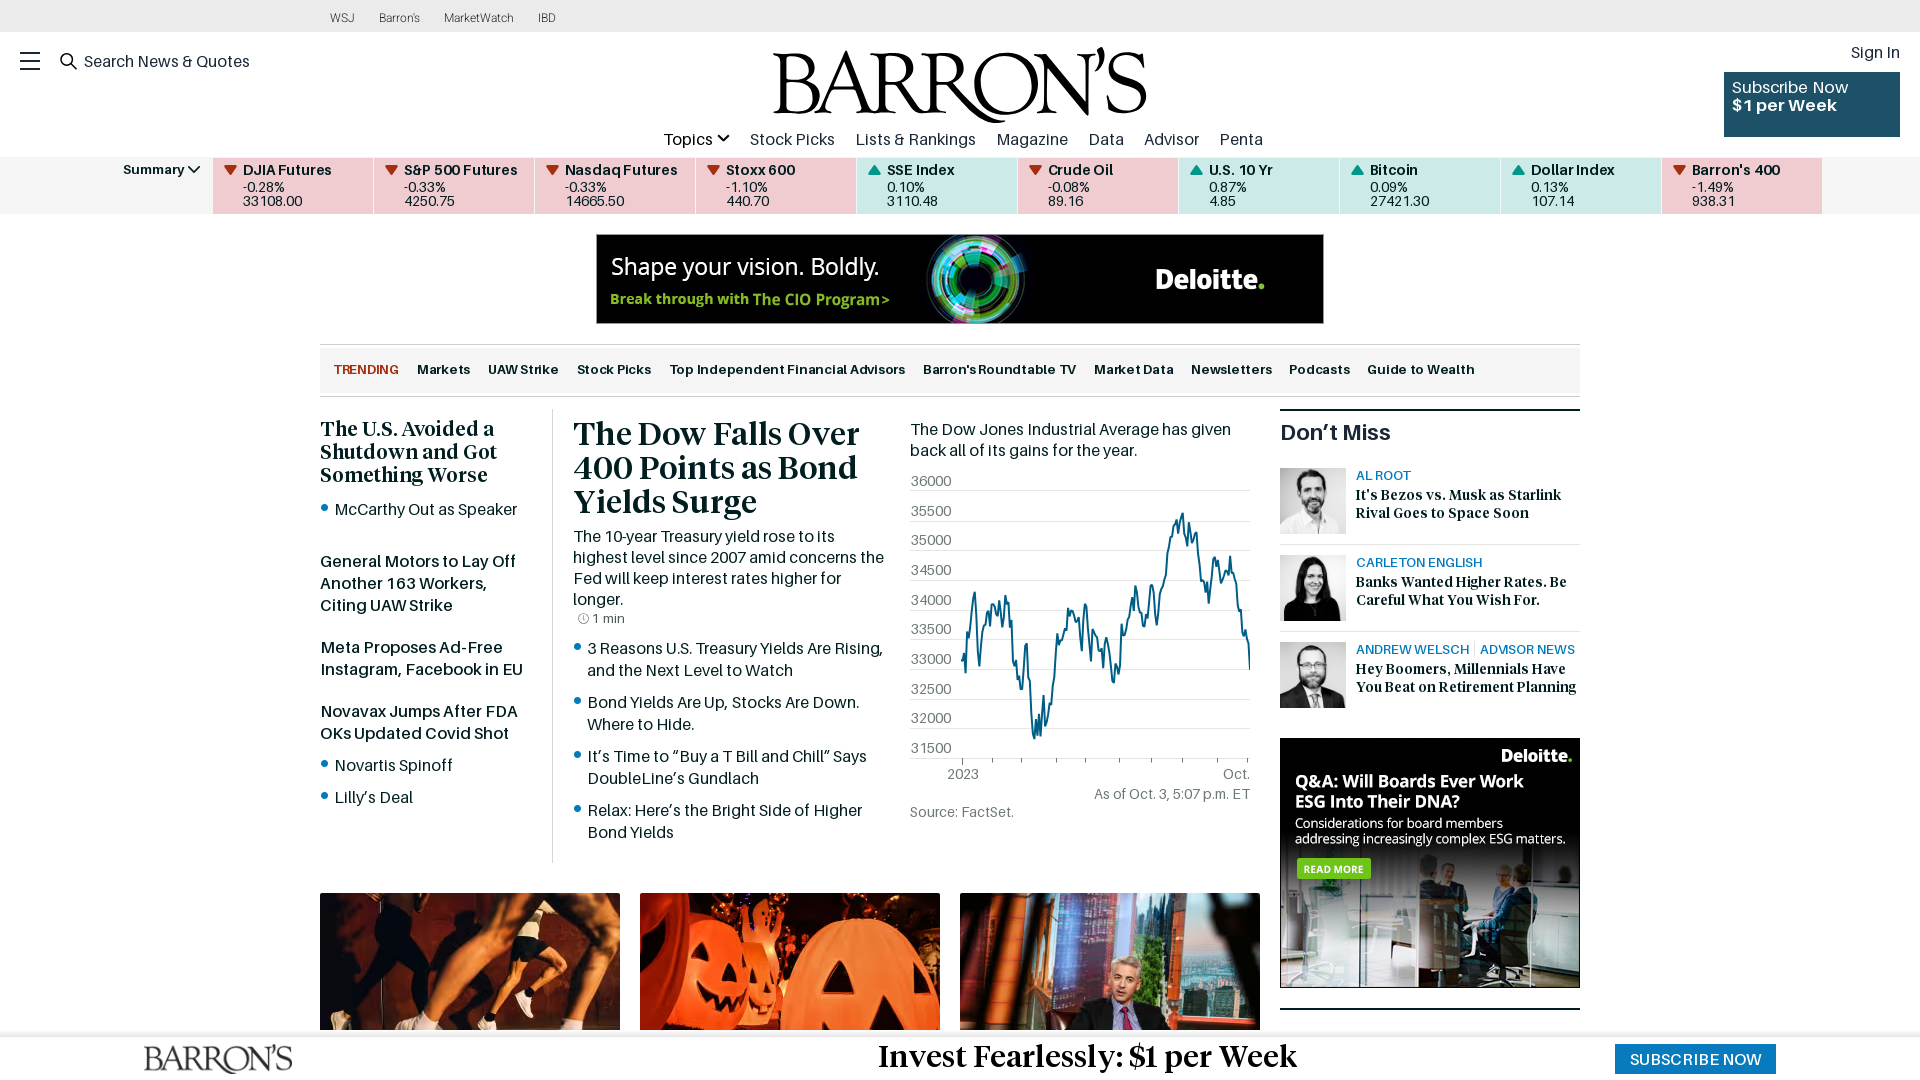 WSJ Barron's MarketWatch IBD
Search News & Quotes
BARRON'S
Sign In
Subscribe Now
$1 per Week
Topics Stock Picks Lists & Rankings Magazine Data Advisor Penta
Summary
DJIA Futures
-0.28%
33108.00
S&P 500 Futures
-0.33%
4250.75
Nasdaq Futures
-0.33%
14665.50
Stoxx 600
-1.10%
440.70
SSE Index
0.10%
3110.48
Crude Oil
-0.08%
89.16
U.S. 10 Yr
0.87%
4.85
Bitcoin
0.09%
27421.30
Dollar Index
0.13%
107.14
Barron's 400
-1.49%
938.31
Shape your vision. Boldly.
Break through with The CIO Program>
Deloitte.
TRENDING Markets UAW Strike Stock Picks Top Independent Financial Advisors Barron's Roundtable TV Market Data Newsletters Podcasts Guide to Wealth
The U.S. Avoided a
Shutdown and Got
Something Worse
McCarthy Out as Speaker
General Motors to Lay Off
Another 163 Workers,
Citing UAW Strike
Meta Proposes Ad-Free
Instagram, Facebook in EU
Novavax Jumps After FDA
OKs Updated Covid Shot
Novartis Spinoff
Lilly’s Deal
The Dow Falls Over
400 Points as Bond
Yields Surge
The 10-year Treasury yield rose to its
highest level since 2007 amid concerns the
Fed will keep interest rates higher for
longer.
1 min
3 Reasons U.S. Treasury Yields Are Rising,
and the Next Level to Watch
Bond Yields Are Up, Stocks Are Down.
Where to Hide.
It’s Time to “Buy a T Bill and Chill” Says
DoubleLine’s Gundlach
Relax: Here’s the Bright Side of Higher
Bond Yields
The Dow Jones Industrial Average has given
back all of its gains for the year.
36000
35500
35000
34500
34000
33500
33000
32500
32000
31500
2023 Oct.
As of Oct. 3, 5:07 p.m. ET
Source: FactSet.
Don’t Miss
AL ROOT
It's Bezos vs. Musk as Starlink
Rival Goes to Space Soon
CARLETON ENGLISH
Banks Wanted Higher Rates. Be
Careful What You Wish For.
ANDREW WELSCH ADVISOR NEWS
Hey Boomers, Millennials Have
You Beat on Retirement Planning
Deloitte.
Q&A: Will Boards Ever Work
ESG Into Their DNA?
Considerations for board members
addressing increasingly complex ESG matters.
READ MORE
BARRON'S
Invest Fearlessly: $1 per Week
SUBSCRIBE NOW